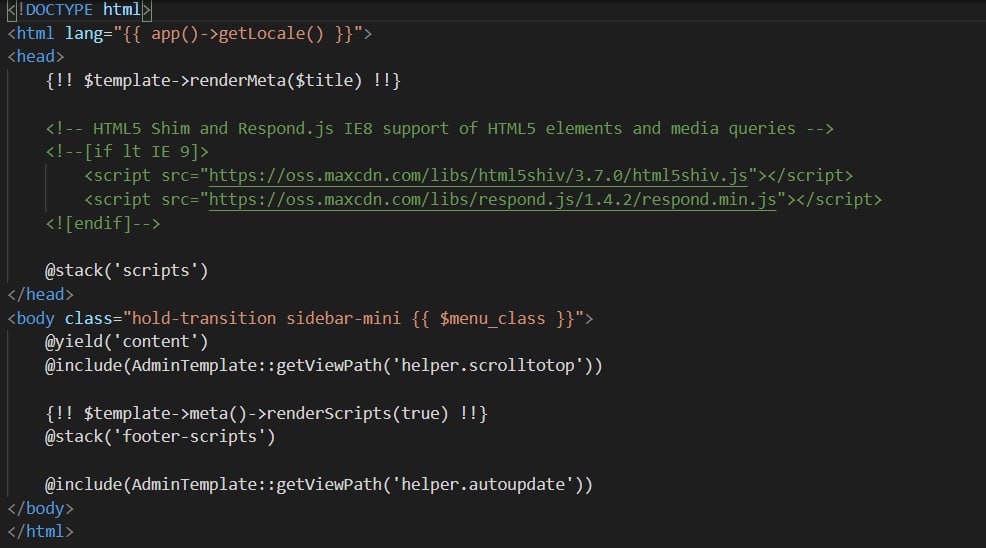 <!DOCTYPE html>
<html lang="{{ app()->getLocale() }}">
<head>
    {!! $template->renderMeta($title) !!}

    <!-- HTML5 Shim and Respond.js IE8 support of HTML5 elements and media queries -->
    <!--[if lt IE 9]>
        <script src="https://oss.maxcdn.com/libs/html5shiv/3.7.0/html5shiv.js"></script>
        <script src="https://oss.maxcdn.com/libs/respond.js/1.4.2/respond.min.js"></script>
    <![endif]-->

    @stack('scripts')
</head>
<body class="hold-transition sidebar-mini {{ $menu_class }}">
    @yield('content')
    @include(AdminTemplate::getViewPath('helper.scrolltotop'))

    {!! $template->meta()->renderScripts(true) !!}
    @stack('footer-scripts')

    @include(AdminTemplate::getViewPath('helper.autoupdate'))
</body>
</html>